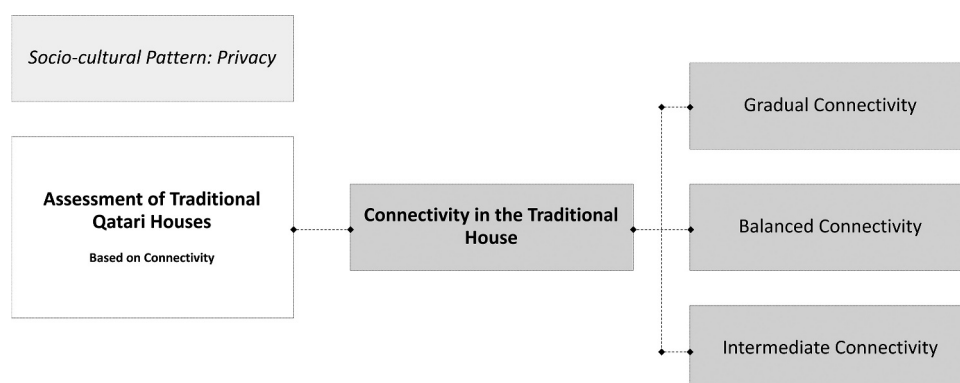 Socio-cultural Pattern: Privacy
Assessment of Traditional
Qatari Houses
Based on Connectivity
Connectivity in the Traditional
House
Gradual Connectivity
Balanced Connectivity
Intermediate Connectivity